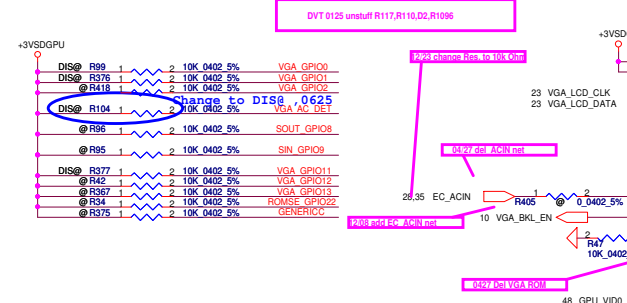 DVT 0125 unstuff R117,R110,D2,R1096
+3VSDGPU
+3VSD
12/23 change Res. to 10k Ohm
DIS@ R99 1 2 10K_0402_5% VGA_GPIO0
DIS@ R376 1 2 10K_0402_5% VGA_GPIO1
@ R418 1 2 10K_0402_5% VGA_GPIO2
Change to DIS@ ,0625
DIS@ R104 1 2 10K_0402_5% VGA_AC_DET
@ R96 1 2 10K_0402_5% SOUT_GPIO8
@ R95 1 2 10K_0402_5% SIN_GPIO9
DIS@ R377 1 2 10K_0402_5% VGA_GPIO11
@ R42 1 2 10K_0402_5% VGA_GPIO12
@ R367 1 2 10K_0402_5% VGA_GPIO13
@ R34 1 2 10K_0402_5% ROMSE_GPIO22
@ R375 1 2 10K_0402_5% GENERICC
23 VGA_LCD_CLK
23 VGA_LCD_DATA
04/27 del ACIN net
EC_ACIN 1 2
R405 @ 0_0402_5%
12/08 add EC_ACIN net
10 VGA_BKL_EN
2
R47
10K_0402
0427 Del VGA ROM
48 GPU_VID0